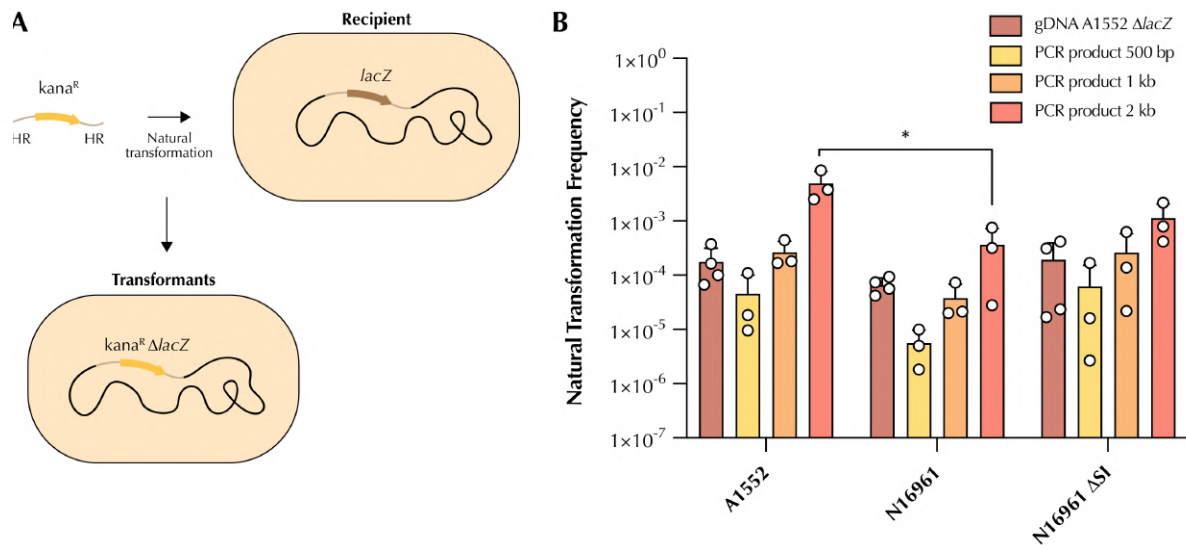 A
Recipient
lacZ
kanaᴿ
HR
HR
Natural
transformation
Transformants
kanaᴿ ΔlacZ
B
gDNA A1552 ΔlacZ
PCR product 500 bp
PCR product 1 kb
PCR product 2 kb
Natural Transformation Frequency
1×10⁰
1×10⁻¹
1×10⁻²
1×10⁻³
1×10⁻⁴
1×10⁻⁵
1×10⁻⁶
1×10⁻⁷
*
A1552
N16961
N16961 ΔSI